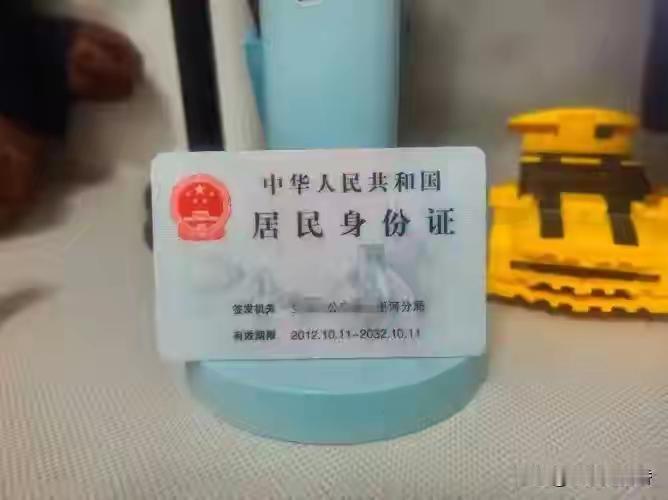 中华人民共和国
居民身份证
签发机关 公 河分局
有效期限 2012.10.11-2032.10.11